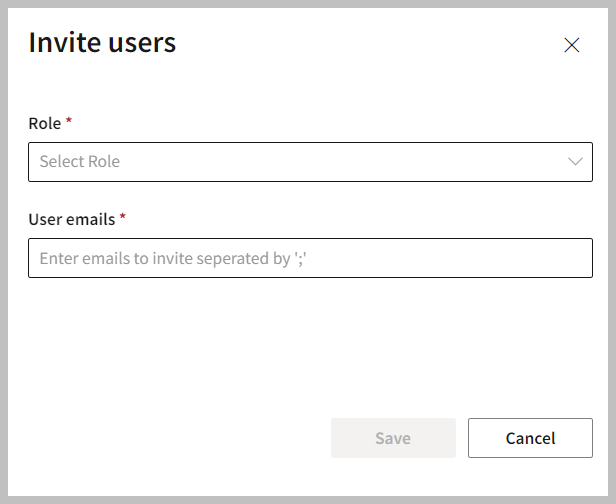 Invite users
Role *
Select Role
User emails *
Enter emails to invite seperated by ';'
Save
Cancel